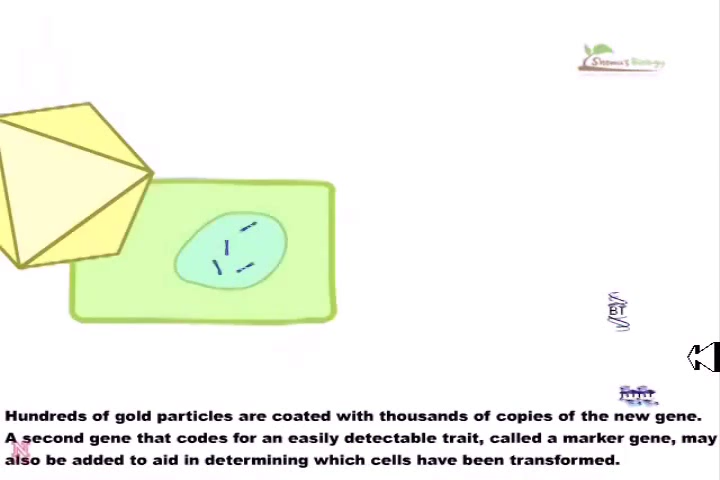 Shomu's Biology
BT
Hundreds of gold particles are coated with thousands of copies of the new gene.
A second gene that codes for an easily detectable trait, called a marker gene, may
also be added to aid in determining which cells have been transformed.
N